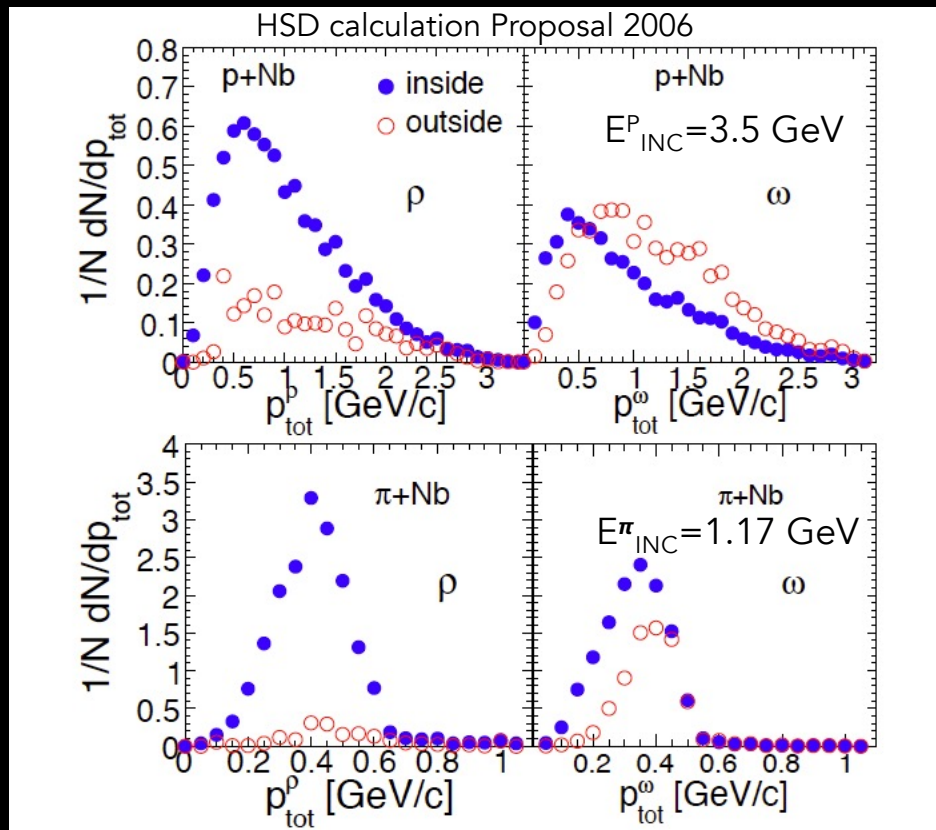 HSD calculation Proposal 2006
1/N dN/dp_tot
0.8
0.7
0.6
0.5
0.4
0.3
0.2
0.1
0
p+Nb
inside
outside
ρ
0 0.5 1 1.5 2 2.5 3
p^ρ_tot [GeV/c]
p+Nb
E^P_INC=3.5 GeV
ω
0.5 1 1.5 2 2.5 3
p^ω_tot [GeV/c]
1/N dN/dp_tot
4
3.5
3
2.5
2
1.5
1
0.5
0
π+Nb
ρ
0 0.2 0.4 0.6 0.8 1
p^ρ_tot [GeV/c]
π+Nb
E^π_INC=1.17 GeV
ω
0.2 0.4 0.6 0.8 1
p^ω_tot [GeV/c]